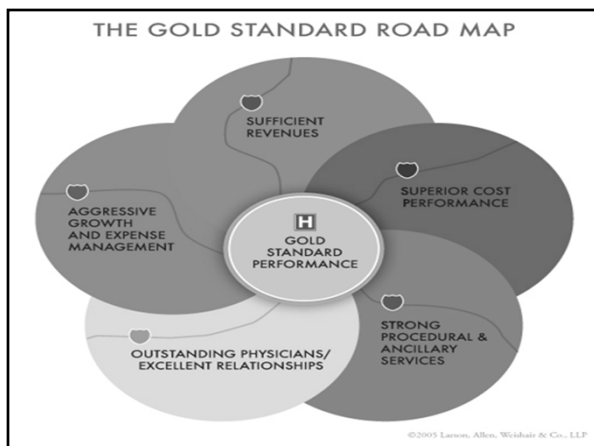 THE GOLD STANDARD ROAD MAP
SUFFICIENT
REVENUES
SUPERIOR COST
PERFORMANCE
AGGRESSIVE
GROWTH
AND EXPENSE
MANAGEMENT
H
GOLD
STANDARD
PERFORMANCE
STRONG
PROCEDURAL &
ANCILLARY
SERVICES
OUTSTANDING PHYSICIANS/
EXCELLENT RELATIONSHIPS
©2005 Larson, Allen, Weishair & Co., LLP